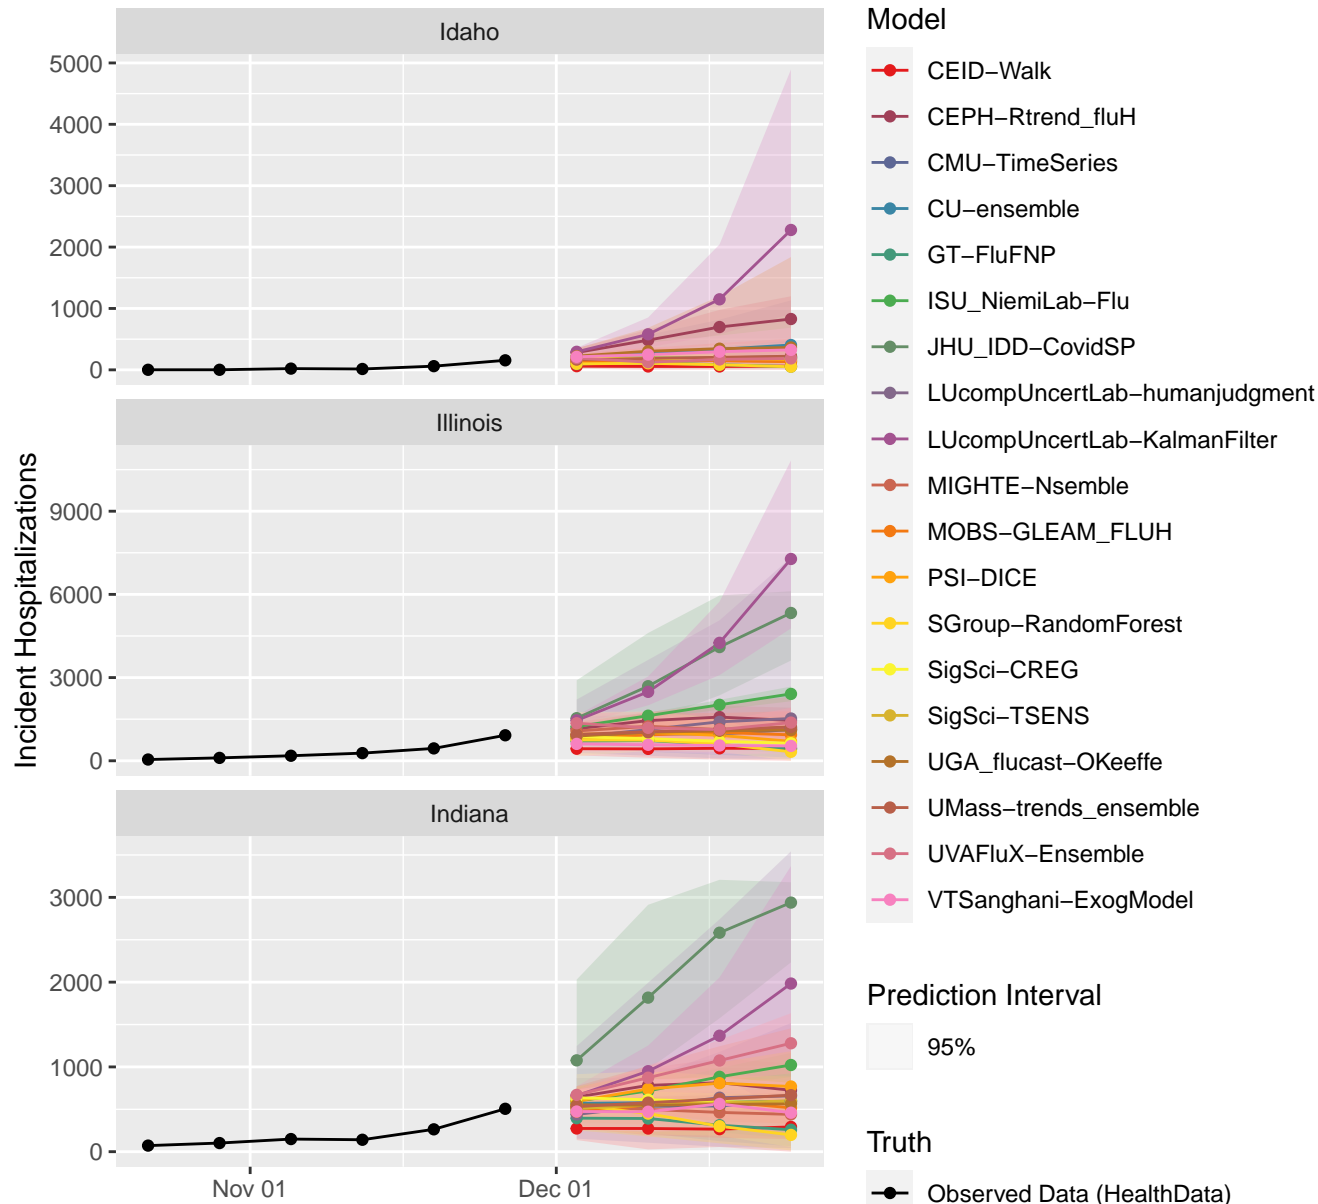 Idaho
5000
4000
3000
2000
1000
0
Illinois
9000
6000
3000
0
Indiana
3000
2000
1000
0
Nov 01
Dec 01
Incident Hospitalizations
Model
CEID−Walk
CEPH−Rtrend_fluH
CMU−TimeSeries
CU−ensemble
GT−FluFNP
ISU_NiemiLab−Flu
JHU_IDD−CovidSP
LUcompUncertLab−humanjudgment
LUcompUncertLab−KalmanFilter
MIGHTE−Nsemble
MOBS−GLEAM_FLUH
PSI−DICE
SGroup−RandomForest
SigSci−CREG
SigSci−TSENS
UGA_flucast−OKeeffe
UMass−trends_ensemble
UVAFluX−Ensemble
VTSanghani−ExogModel
Prediction Interval
95%
Truth
Observed Data (HealthData)